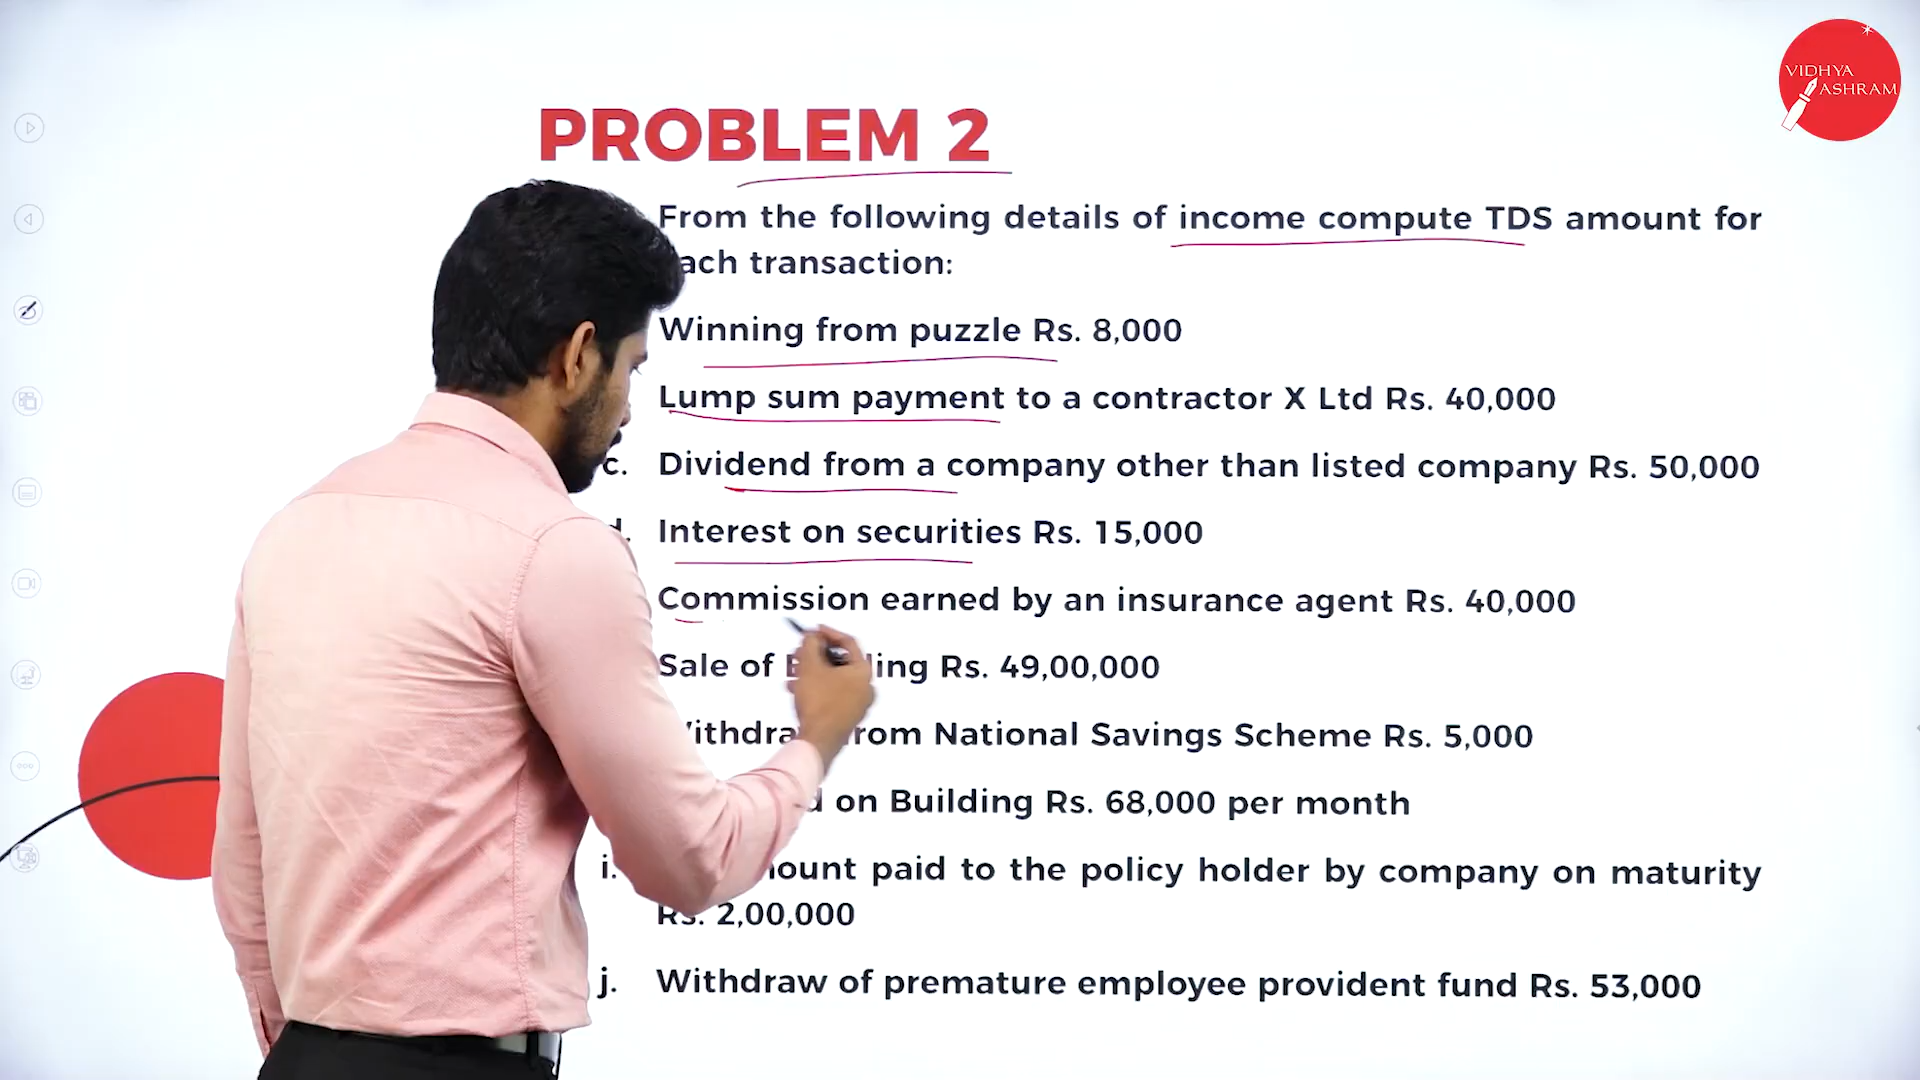 VIDHYA
ASHRAM
PROBLEM 2
From the following details of income compute TDS amount for
ach transaction:
Winning from puzzle Rs. 8,000
Lump sum payment to a contractor X Ltd Rs. 40,000
c. Dividend from a company other than listed company Rs. 50,000
d. Interest on securities Rs. 15,000
Commission earned by an insurance agent Rs. 40,000
Sale of Rs. 49,00,000
from National Savings Scheme Rs. 5,000
on Building Rs. 68,000 per month
i. paid to the policy holder by company on maturity
Rs. 2,00,000
j. Withdraw of premature employee provident fund Rs. 53,000